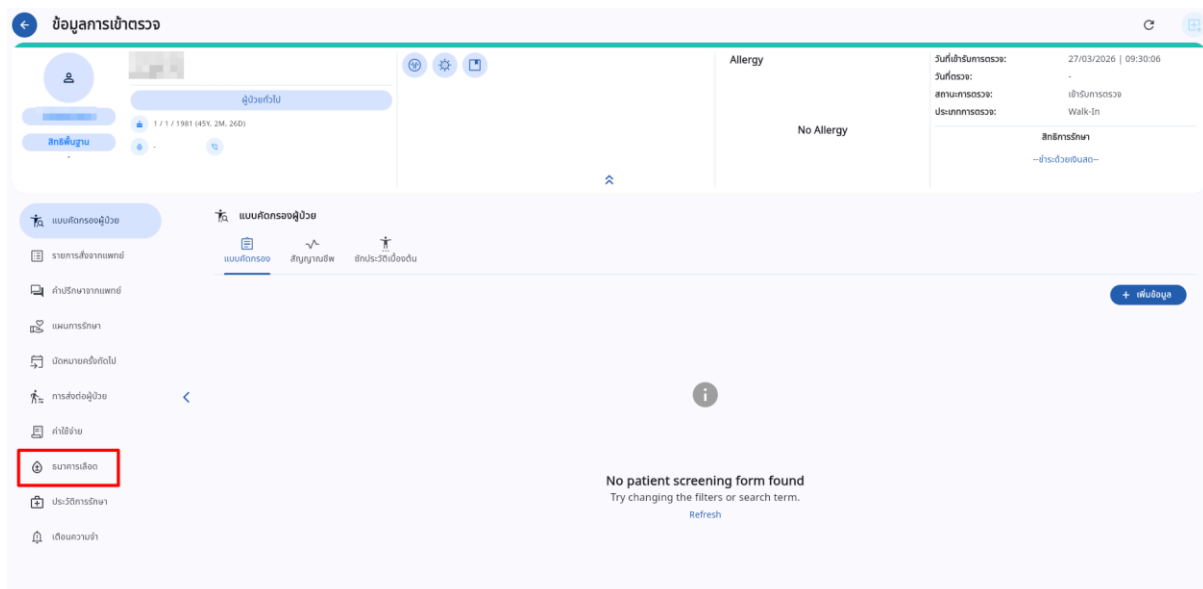 ข้อมูลการเข้าตรวจ
ผู้ป่วยทั่วไป
1 / 1 / 1981 (45Y, 2M, 26D)
สิทธิพื้นฐาน
-
-
Allergy
No Allergy
วันที่เข้ารับการตรวจ: 27/03/2026 | 09:30:06
วันที่ตรวจ: -
สถานะการตรวจ: เข้ารับการตรวจ
ประเภทการตรวจ: Walk-In
สิทธิการรักษา
--ชำระด้วยเงินสด--
แบบคัดกรองผู้ป่วย
รายการสั่งจากแพทย์
คำปรึกษาจากแพทย์
แผนการรักษา
นัดหมายครั้งถัดไป
การส่งต่อผู้ป่วย
ค่าใช้จ่าย
ธนาคารเลือด
ประวัติการรักษา
เตือนความจำ
แบบคัดกรองผู้ป่วย
แบบคัดกรอง สัญญาณชีพ ซักประวัติเบื้องต้น
+ เพิ่มข้อมูล
No patient screening form found
Try changing the filters or search term.
Refresh